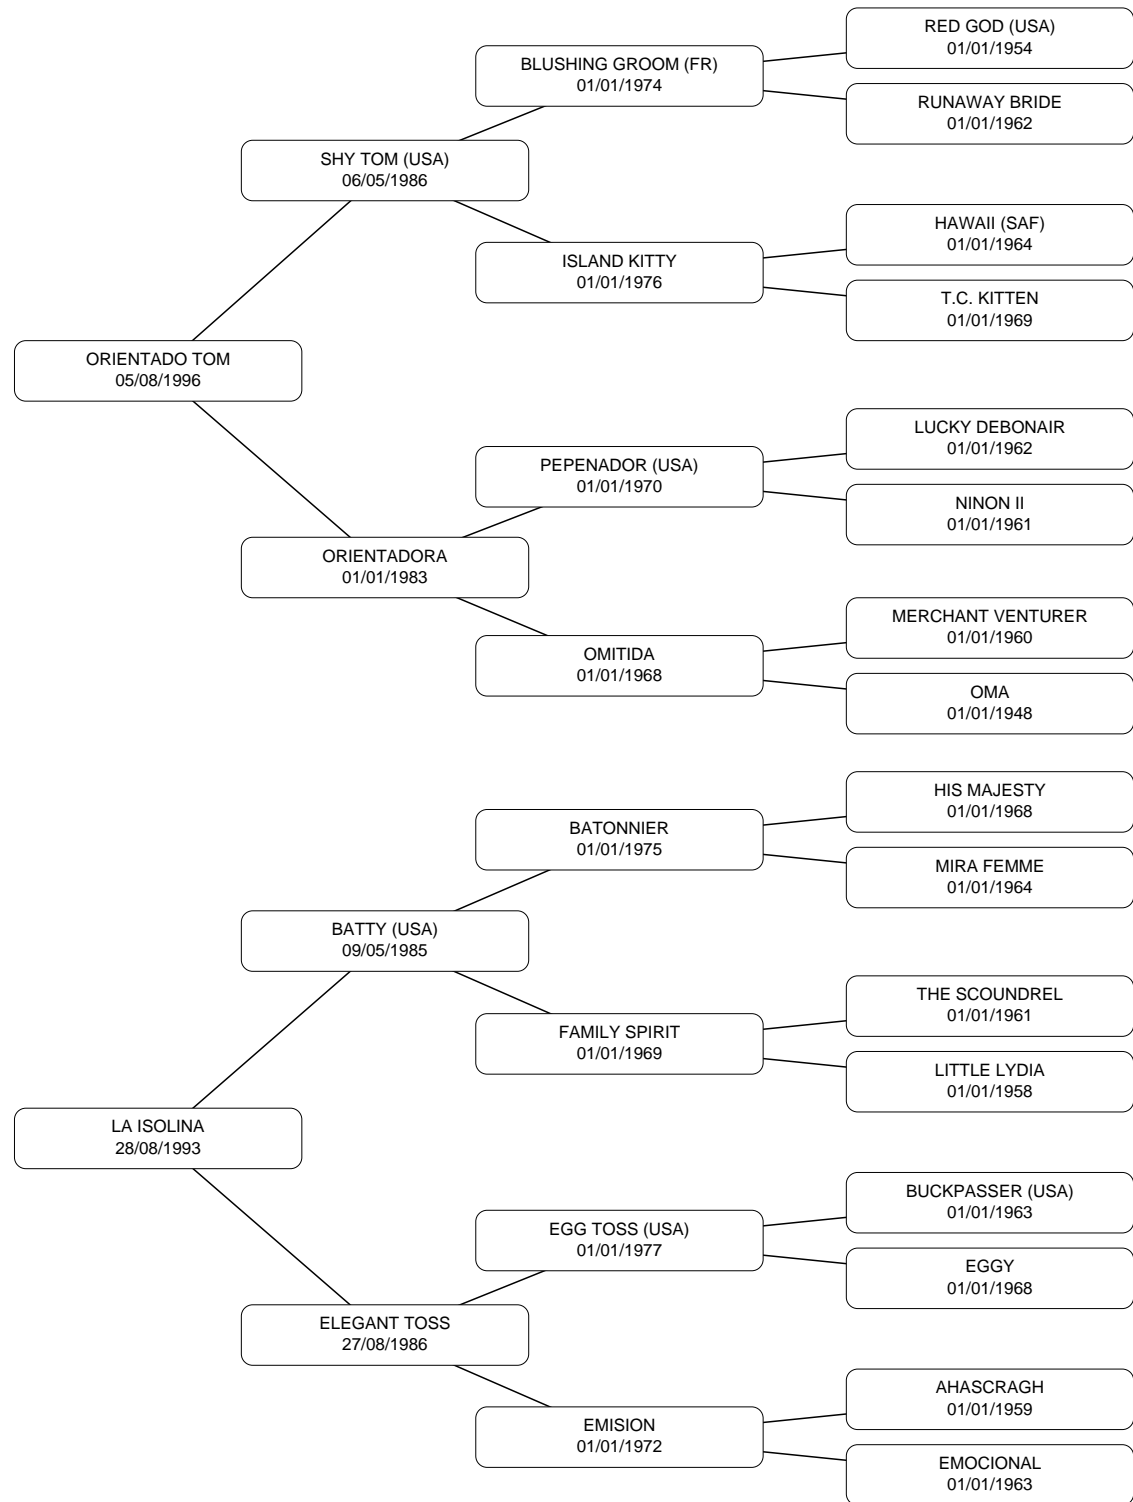 RED GOD (USA)
01/01/1954
BLUSHING GROOM (FR)
01/01/1974
RUNAWAY BRIDE
01/01/1962
SHY TOM (USA)
06/05/1986
HAWAII (SAF)
01/01/1964
ISLAND KITTY
01/01/1976
T.C. KITTEN
01/01/1969
ORIENTADO TOM
05/08/1996
LUCKY DEBONAIR
01/01/1962
PEPENADOR (USA)
01/01/1970
NINON II
01/01/1961
ORIENTADORA
01/01/1983
MERCHANT VENTURER
01/01/1960
OMITIDA
01/01/1968
OMA
01/01/1948
HIS MAJESTY
01/01/1968
BATONNIER
01/01/1975
MIRA FEMME
01/01/1964
BATTY (USA)
09/05/1985
THE SCOUNDREL
01/01/1961
FAMILY SPIRIT
01/01/1969
LITTLE LYDIA
01/01/1958
LA ISOLINA
28/08/1993
BUCKPASSER (USA)
01/01/1963
EGG TOSS (USA)
01/01/1977
EGGY
01/01/1968
ELEGANT TOSS
27/08/1986
AHASCRAGH
01/01/1959
EMISION
01/01/1972
EMOCIONAL
01/01/1963